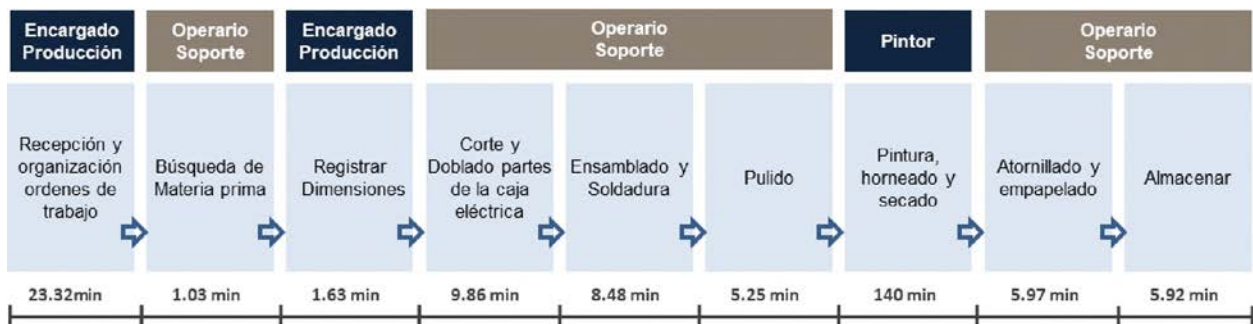 Encargado
Producción
Operario
Soporte
Encargado
Producción
Operario
Soporte
Pintor
Operario
Soporte
Recepción y
organización
ordenes de
trabajo
Búsqueda de
Materia prima
Registrar
Dimensiones
Corte y
Doblado partes
de la caja
eléctrica
Ensamblado y
Soldadura
Pulido
Pintura,
horneado y
secado
Atornillado y
empapelado
Almacenar
23.32min
1.03 min
1.63 min
9.86 min
8.48 min
5.25 min
140 min
5.97 min
5.92 min